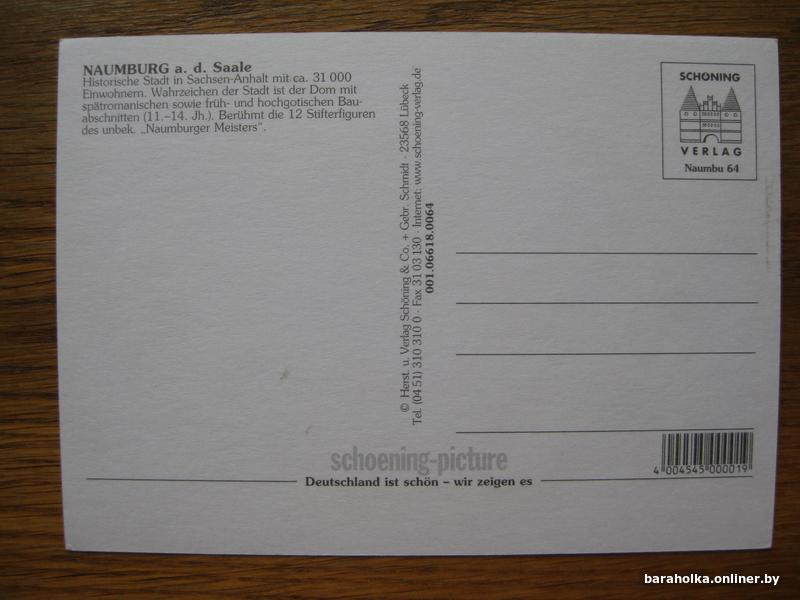 NAUMBURG a. d. Saale
Historische Stadt in Sachsen-Anhalt mit ca. 31 000
Einwohnern. Wahrzeichen der Stadt ist der Dom mit
spätromanischen sowie früh- und hochgotischen Bau-
abschnitten (11.–14. Jh.). Berühmt die 12 Stifterfiguren
des unbek. „Naumburger Meisters“.
© Herst. u. Verlag Schöning & Co. + Gebr. Schmidt · 23568 Lübeck
Tel. (04 51) 310 310 0 · Fax 31 03 130 · Internet: www.schoening-verlag.de
001.06618.0064
SCHÖNING
VERLAG
Naumbu 64
schoening-picture
Deutschland ist schön – wir zeigen es
4 004545 000019
baraholka.onliner.by